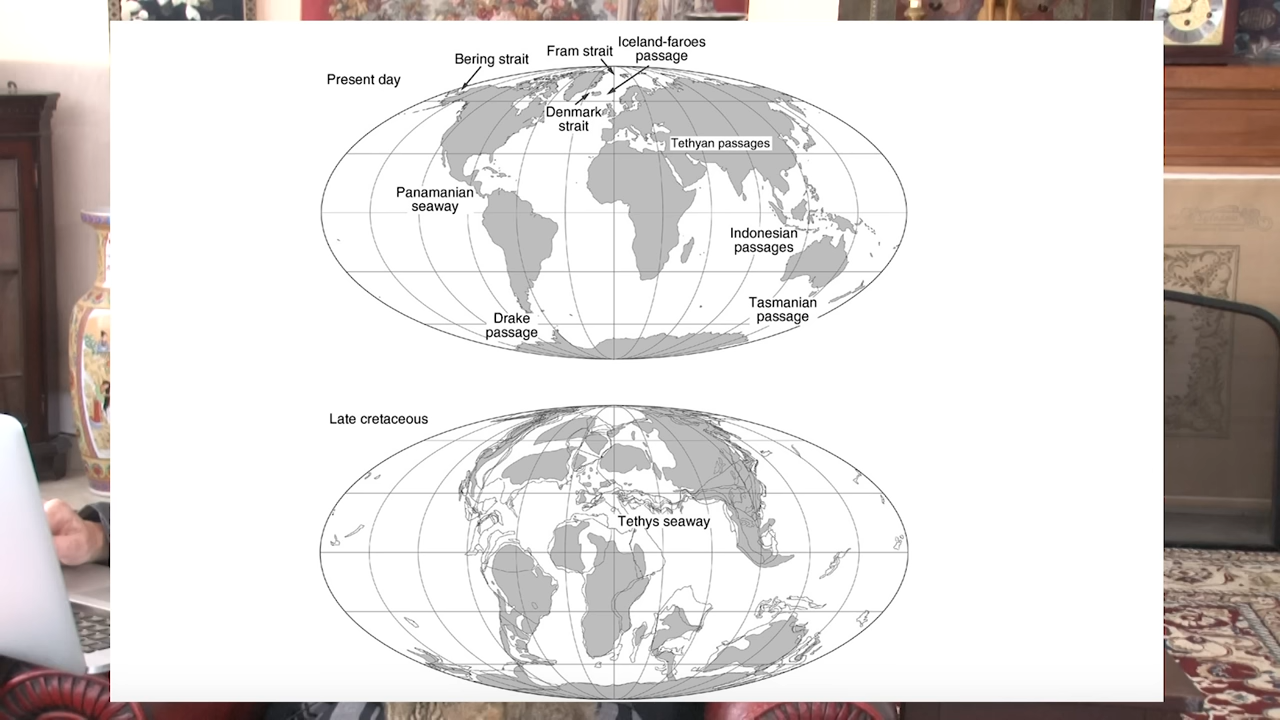 Iceland-faroes
passage
Fram strait
Bering strait
Present day
Denmark
strait
Tethyan passages
Panamanian
seaway
Indonesian
passages
Tasmanian
passage
Drake
passage
Late cretaceous
Tethys seaway